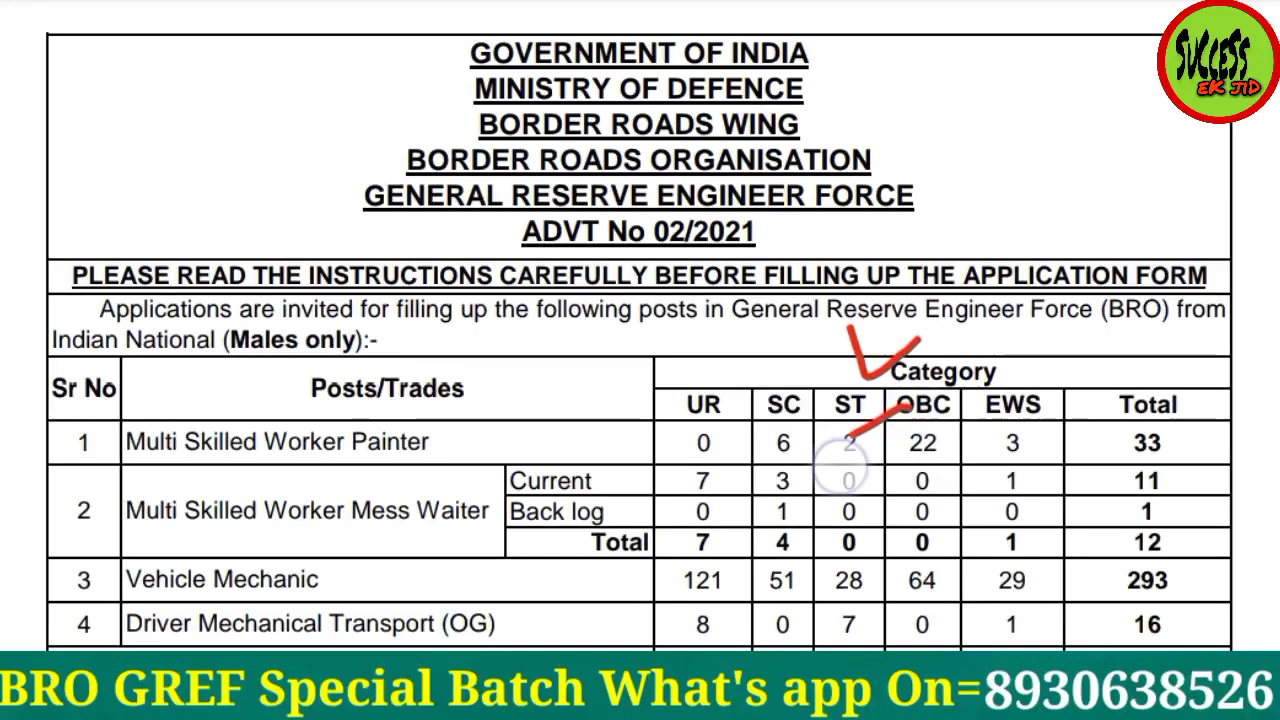 SUCCESS
EK JID
GOVERNMENT OF INDIA
MINISTRY OF DEFENCE
BORDER ROADS WING
BORDER ROADS ORGANISATION
GENERAL RESERVE ENGINEER FORCE
ADVT No 02/2021
PLEASE READ THE INSTRUCTIONS CAREFULLY BEFORE FILLING UP THE APPLICATION FORM
Applications are invited for filling up the following posts in General Reserve Engineer Force (BRO) from
Indian National (Males only):-
Sr No Posts/Trades Category
UR SC ST OBC EWS Total
1 Multi Skilled Worker Painter 0 6 2 22 3 33
2 Multi Skilled Worker Mess Waiter Current 7 3 0 0 1 11
Back log 0 1 0 0 0 1
Total 7 4 0 0 1 12
3 Vehicle Mechanic 121 51 28 64 29 293
4 Driver Mechanical Transport (OG) 8 0 7 0 1 16
BRO GREF Special Batch What's app On=8930638526